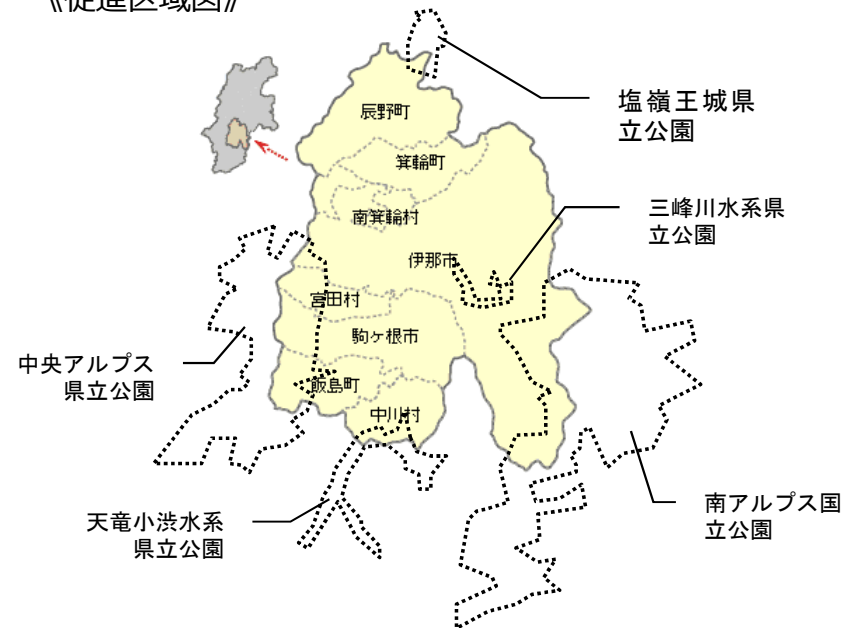 《促進区域図》
塩嶺王城県
立公園
辰野町
箕輪町
南箕輪村
三峰川水系県
立公園
伊那市
宮田村
駒ヶ根市
中央アルプス
県立公園
飯島町
中川村
天竜小渋水系
県立公園
南アルプス国
立公園